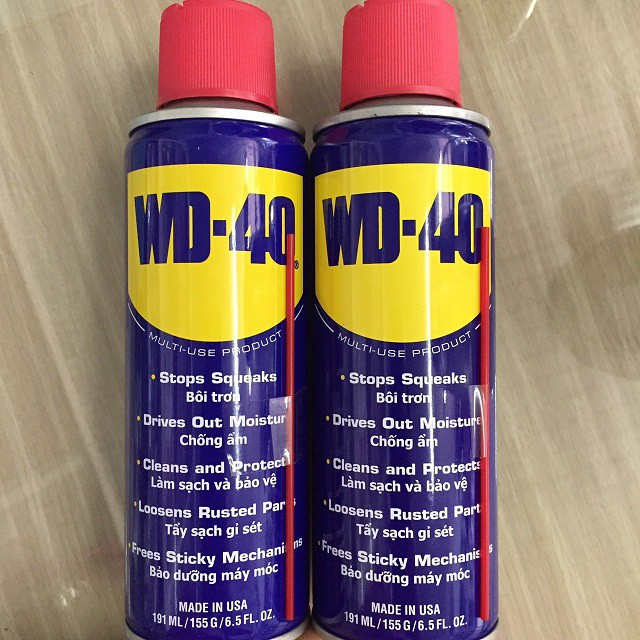 WD-40®
MULTI-USE PRODUCT
• Stops Squeaks
Bôi trơn
• Drives Out Moistur
Chống ẩm
• Cleans and Protect
Làm sạch và bảo vệ
• Loosens Rusted Parts
Tẩy sạch gỉ sét
• Frees Sticky Mechanisms
Bảo dưỡng máy móc
MADE IN USA
191 ML/155 G/6.5 FL. OZ.
WD-40
MULTI-USE PRODUCT
• Stops Squeaks
Bôi trơn
• Drives Out Moisture
Chống ẩm
• Cleans and Protects
Làm sạch và bảo vệ
• Loosens Rusted Parts
Tẩy sạch gỉ sét
• Frees Sticky Mechanis
Bảo dưỡng máy móc
MADE IN USA
191 ML/155 G/6.5 FL. OZ.